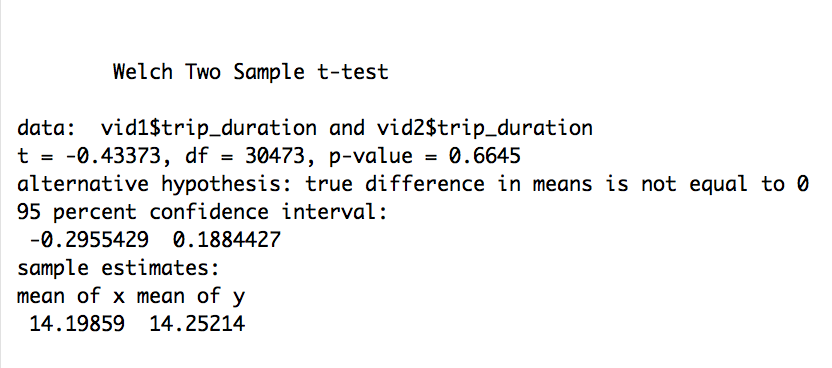 Welch Two Sample t-test
data:  vid1$trip_duration and vid2$trip_duration
t = -0.43373, df = 30473, p-value = 0.6645
alternative hypothesis: true difference in means is not equal to 0
95 percent confidence interval:
 -0.2955429  0.1884427
sample estimates:
mean of x mean of y
 14.19859  14.25214